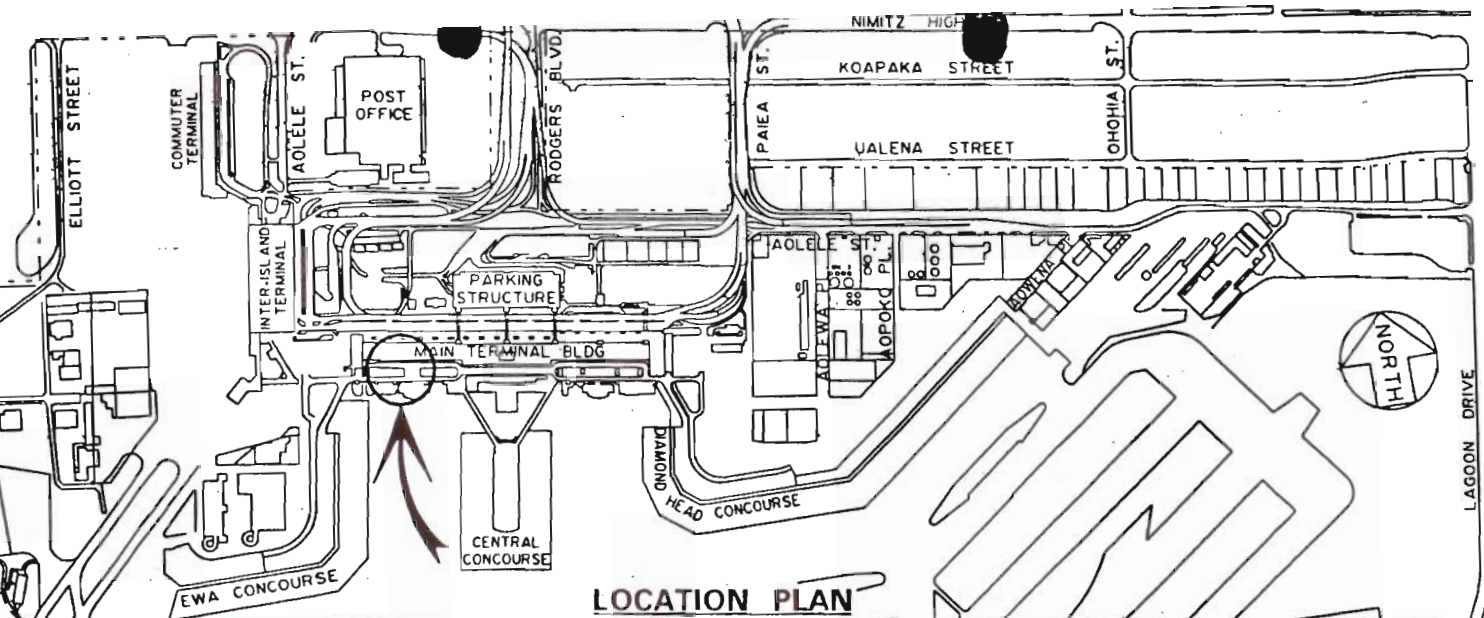 NIMITZ HIGH
ELLIOTT STREET
COMMUTER
TERMINAL
AOLELE ST.
POST
OFFICE
RODGERS BLVD.
PAIEA ST.
KOAPAKA STREET
OHOHIA ST.
UALENA STREET
INTER-ISLAND
TERMINAL
PARKING
STRUCTURE
AOLELE ST.
AOWENA PL
AOLEWA PL
AOPOKO PL.
MAIN TERMINAL BLDG
NORTH
LAGOON DRIVE
DIAMOND HEAD CONCOURSE
CENTRAL
CONCOURSE
EWA CONCOURSE
LOCATION PLAN